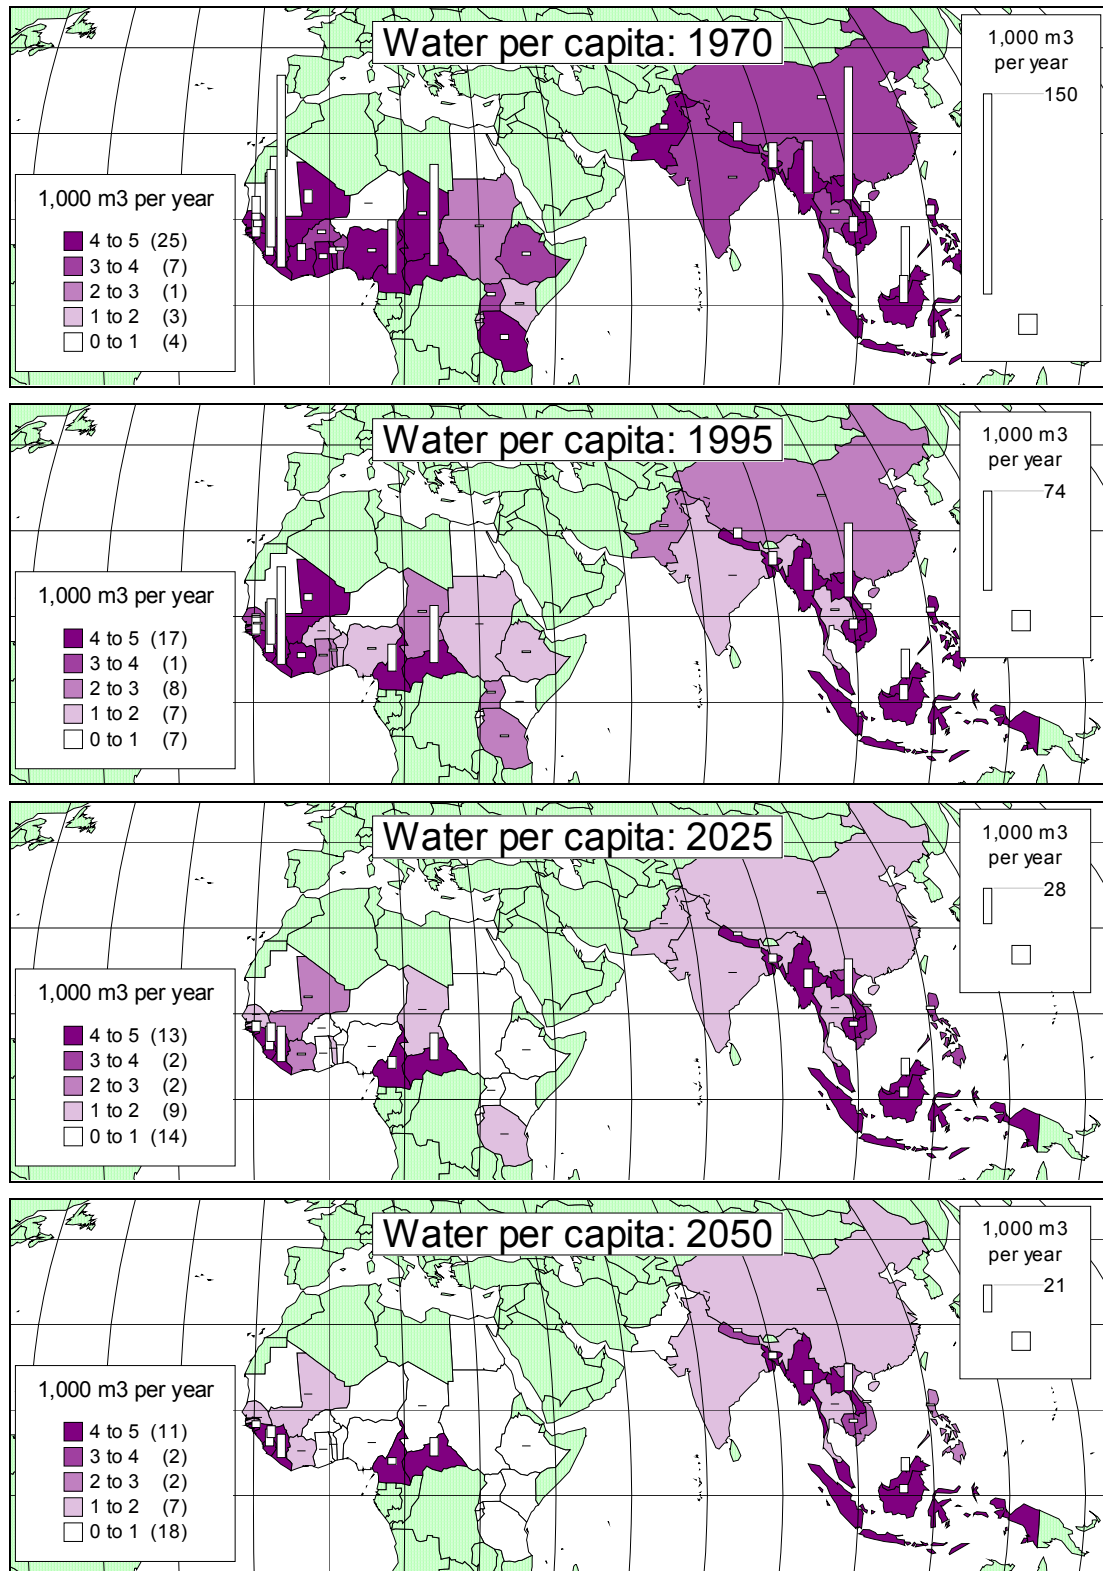 Water per capita: 1970
1,000 m3
per year
150
1,000 m3 per year
4 to 5 (25)
3 to 4 (7)
2 to 3 (1)
1 to 2 (3)
0 to 1 (4)
Water per capita: 1995
1,000 m3
per year
74
1,000 m3 per year
4 to 5 (17)
3 to 4 (1)
2 to 3 (8)
1 to 2 (7)
0 to 1 (7)
Water per capita: 2025
1,000 m3
per year
28
1,000 m3 per year
4 to 5 (13)
3 to 4 (2)
2 to 3 (2)
1 to 2 (9)
0 to 1 (14)
Water per capita: 2050
1,000 m3
per year
21
1,000 m3 per year
4 to 5 (11)
3 to 4 (2)
2 to 3 (2)
1 to 2 (7)
0 to 1 (18)